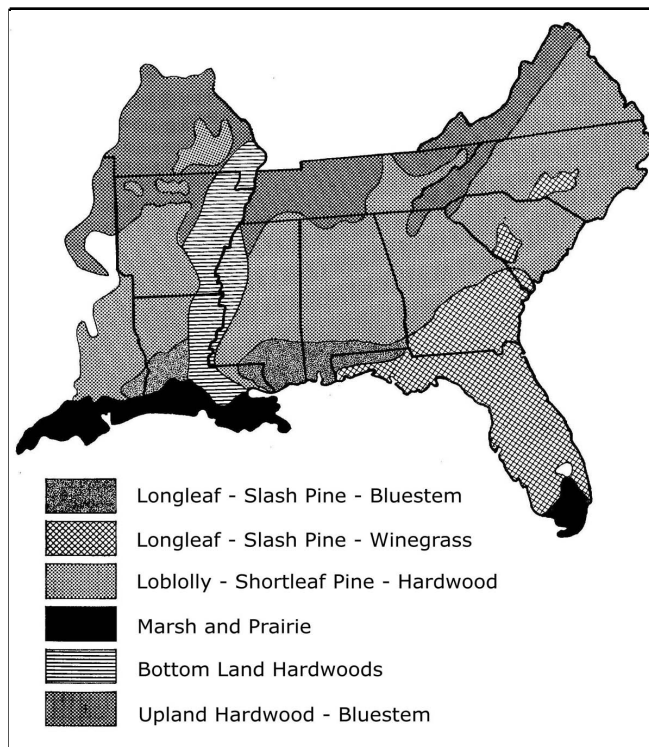 Longleaf - Slash Pine - Bluestem
Longleaf - Slash Pine - Winegrass
Loblolly - Shortleaf Pine - Hardwood
Marsh and Prairie
Bottom Land Hardwoods
Upland Hardwood - Bluestem